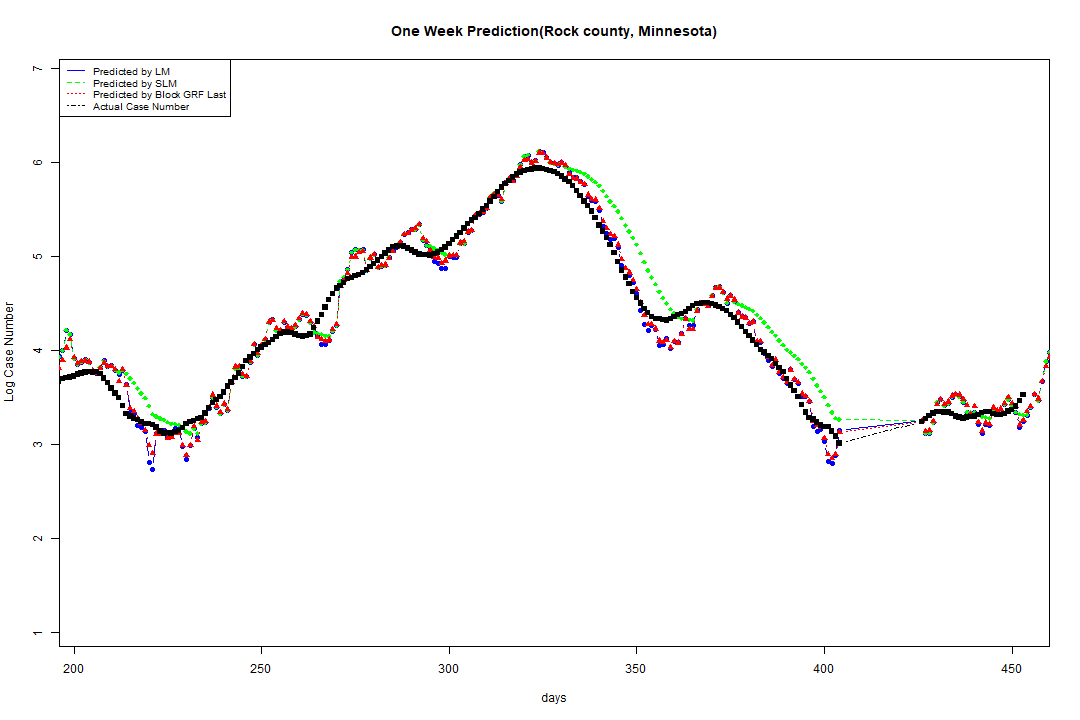 One Week Prediction(Rock county, Minnesota)
Predicted by LM
Predicted by SLM
Predicted by Block GRF Last
Actual Case Number
7
6
5
4
3
2
1
Log Case Number
200 250 300 350 400 450
days